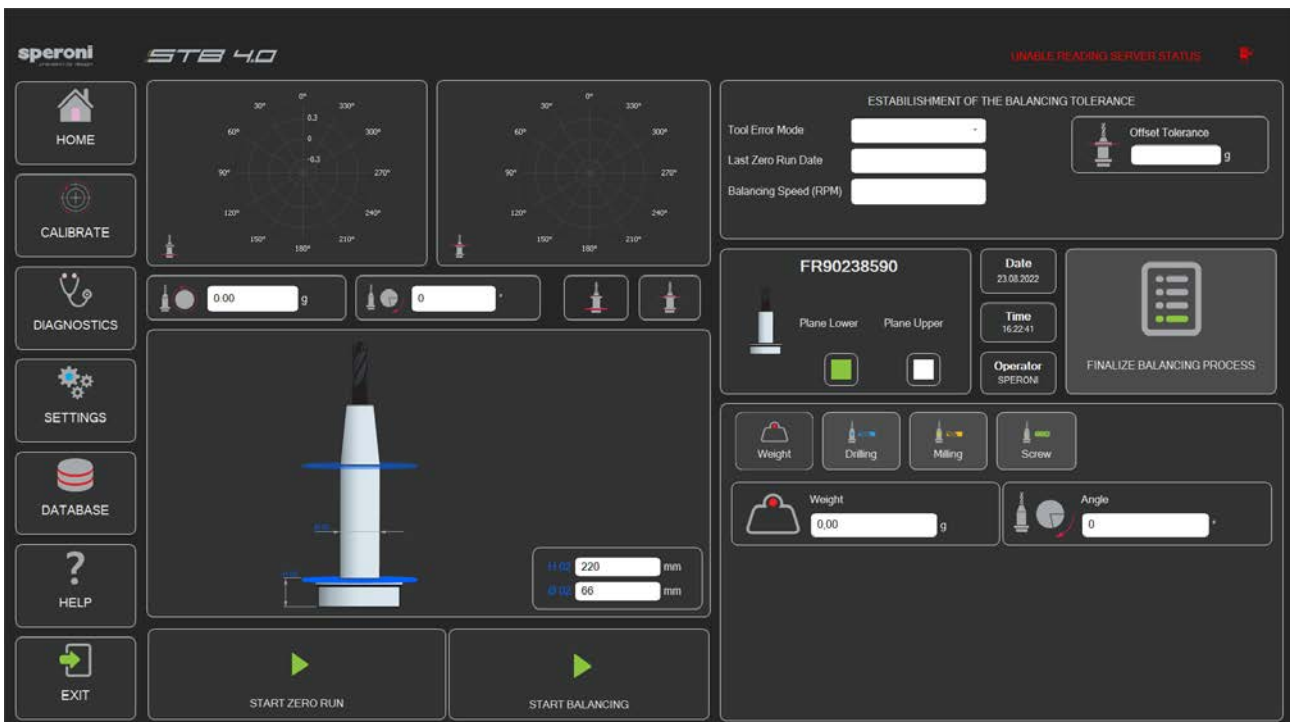 speroni
STB 4.0
UNABLE READING SERVER STATUS
HOME
CALIBRATE
DIAGNOSTICS
SETTINGS
DATABASE
HELP
EXIT
0°
30°
330°
0.3
60°
0
300°
-0.3
90°
270°
120°
240°
150°
180°
210°
0°
30°
330°
60°
300°
90°
270°
120°
240°
150°
180°
210°
0.00 g
0 °
H 02 220 mm
Ø 02 66 mm
START ZERO RUN
START BALANCING
ESTABILISHMENT OF THE BALANCING TOLERANCE
Tool Error Mode
Last Zero Run Date
Balancing Speed (RPM)
Offset Tolerance
g
FR90238590
Plane Lower Plane Upper
Date
23.08.2022
Time
16:22:41
Operator
SPERONI
FINALIZE BALANCING PROCESS
Weight
Drilling
Milling
Screw
Weight
0,00 g
Angle
0 °